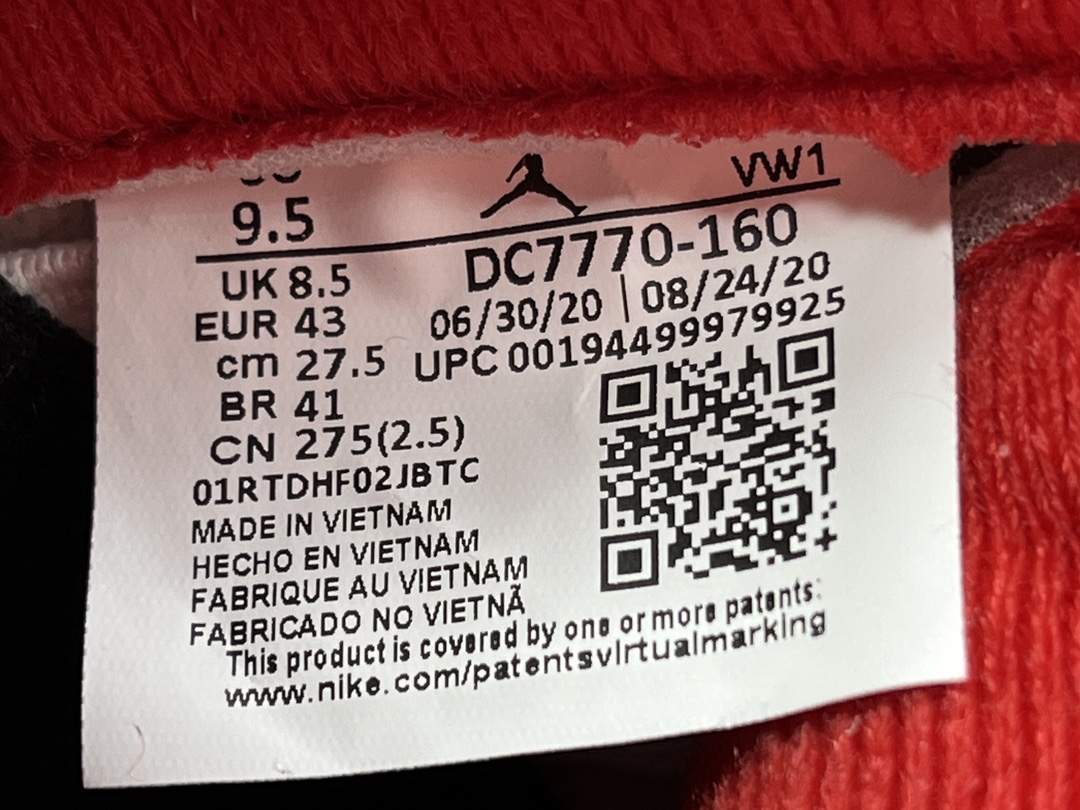 VW1
9.5
DC7770-160
UK 8.5
06/30/20 | 08/24/20
EUR 43
UPC 00194499979925
cm 27.5
BR 41
CN 275(2.5)
01RTDHF02JBTC
MADE IN VIETNAM
HECHO EN VIETNAM
FABRIQUE AU VIETNAM
FABRICADO NO VIETNÃ
This product is covered by one or more patents:
www.nike.com/patentsvirtualmarking